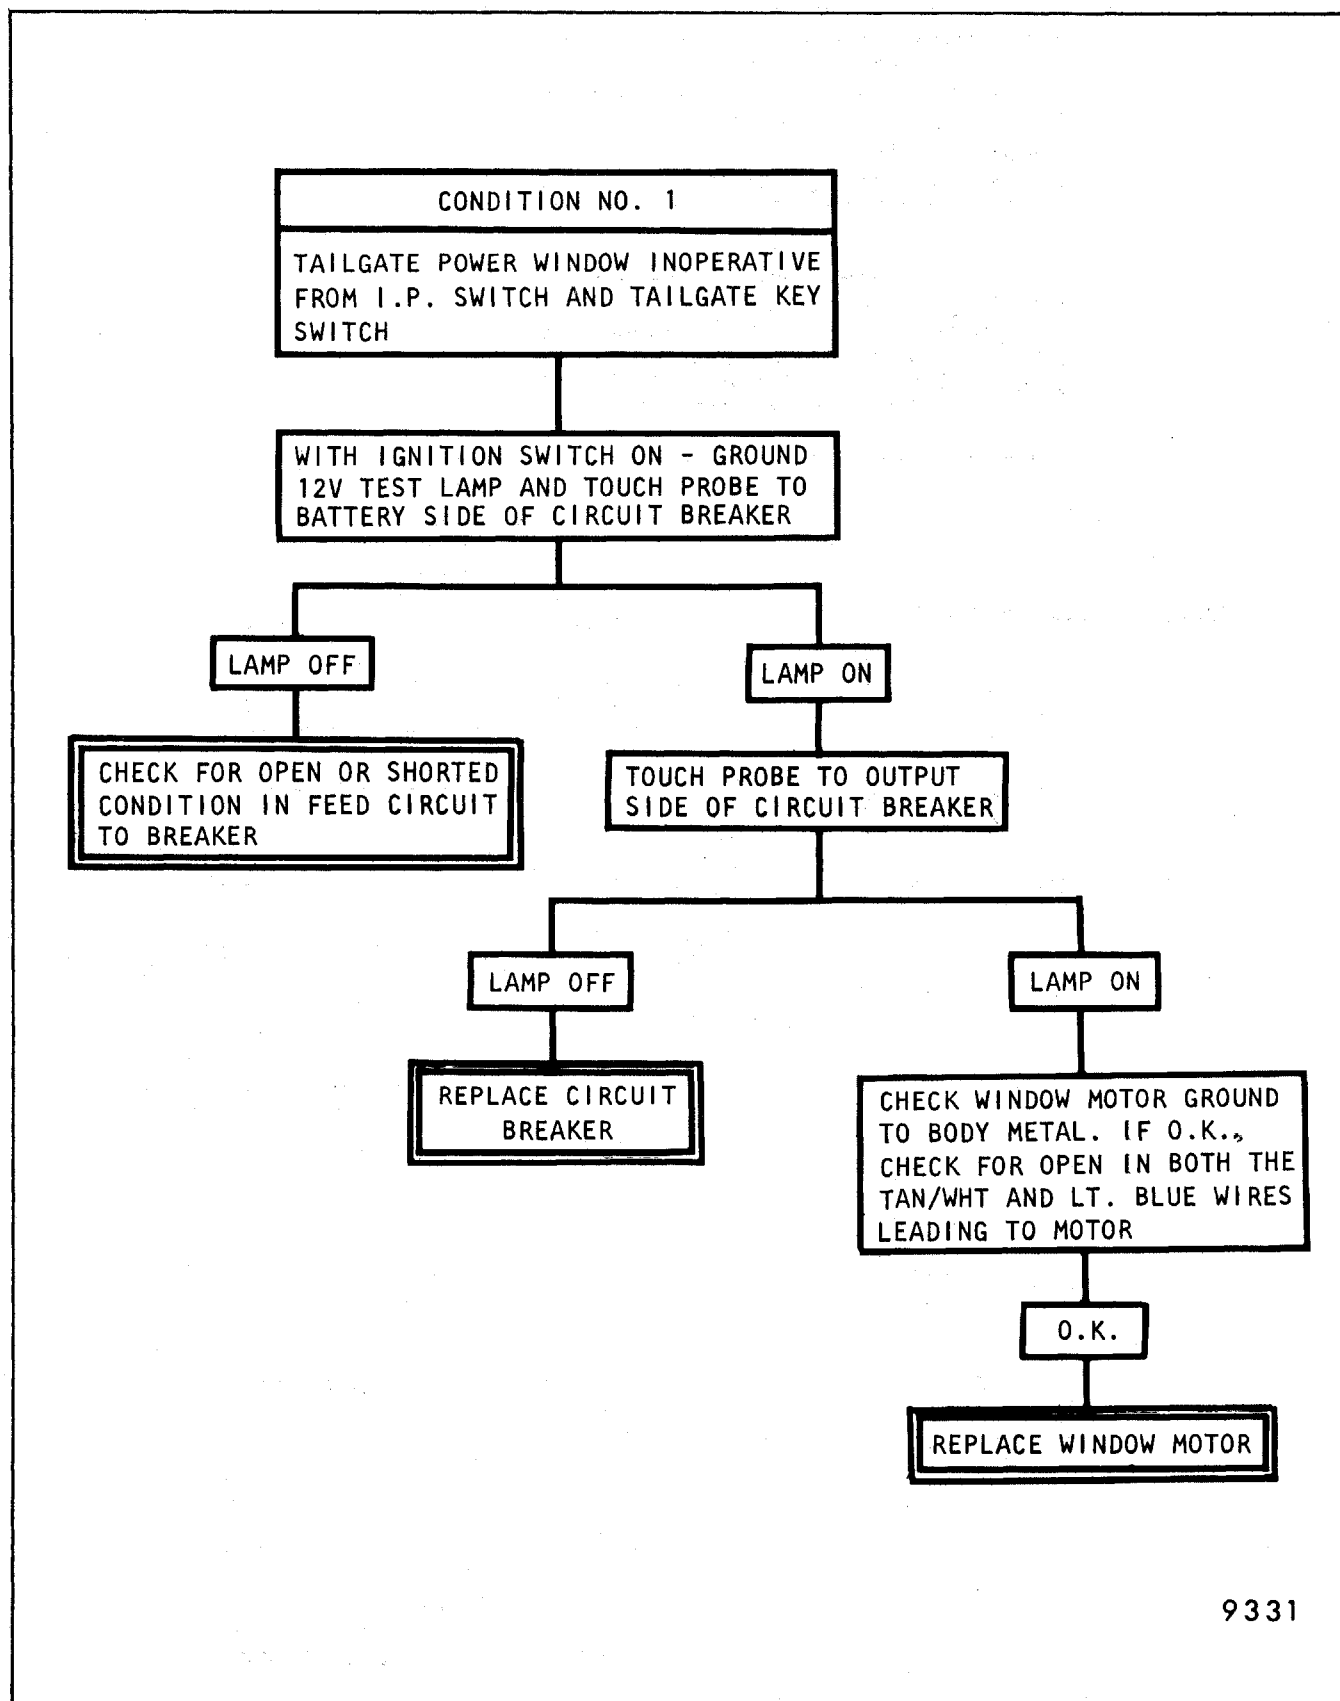 CONDITION NO. 1
TAILGATE POWER WINDOW INOPERATIVE
FROM I.P. SWITCH AND TAILGATE KEY
SWITCH
WITH IGNITION SWITCH ON - GROUND
12V TEST LAMP AND TOUCH PROBE TO
BATTERY SIDE OF CIRCUIT BREAKER
LAMP OFF
LAMP ON
CHECK FOR OPEN OR SHORTED
CONDITION IN FEED CIRCUIT
TO BREAKER
TOUCH PROBE TO OUTPUT
SIDE OF CIRCUIT BREAKER
LAMP OFF
LAMP ON
REPLACE CIRCUIT
BREAKER
CHECK WINDOW MOTOR GROUND
TO BODY METAL. IF O.K.,
CHECK FOR OPEN IN BOTH THE
TAN/WHT AND LT. BLUE WIRES
LEADING TO MOTOR
O.K.
REPLACE WINDOW MOTOR
9331